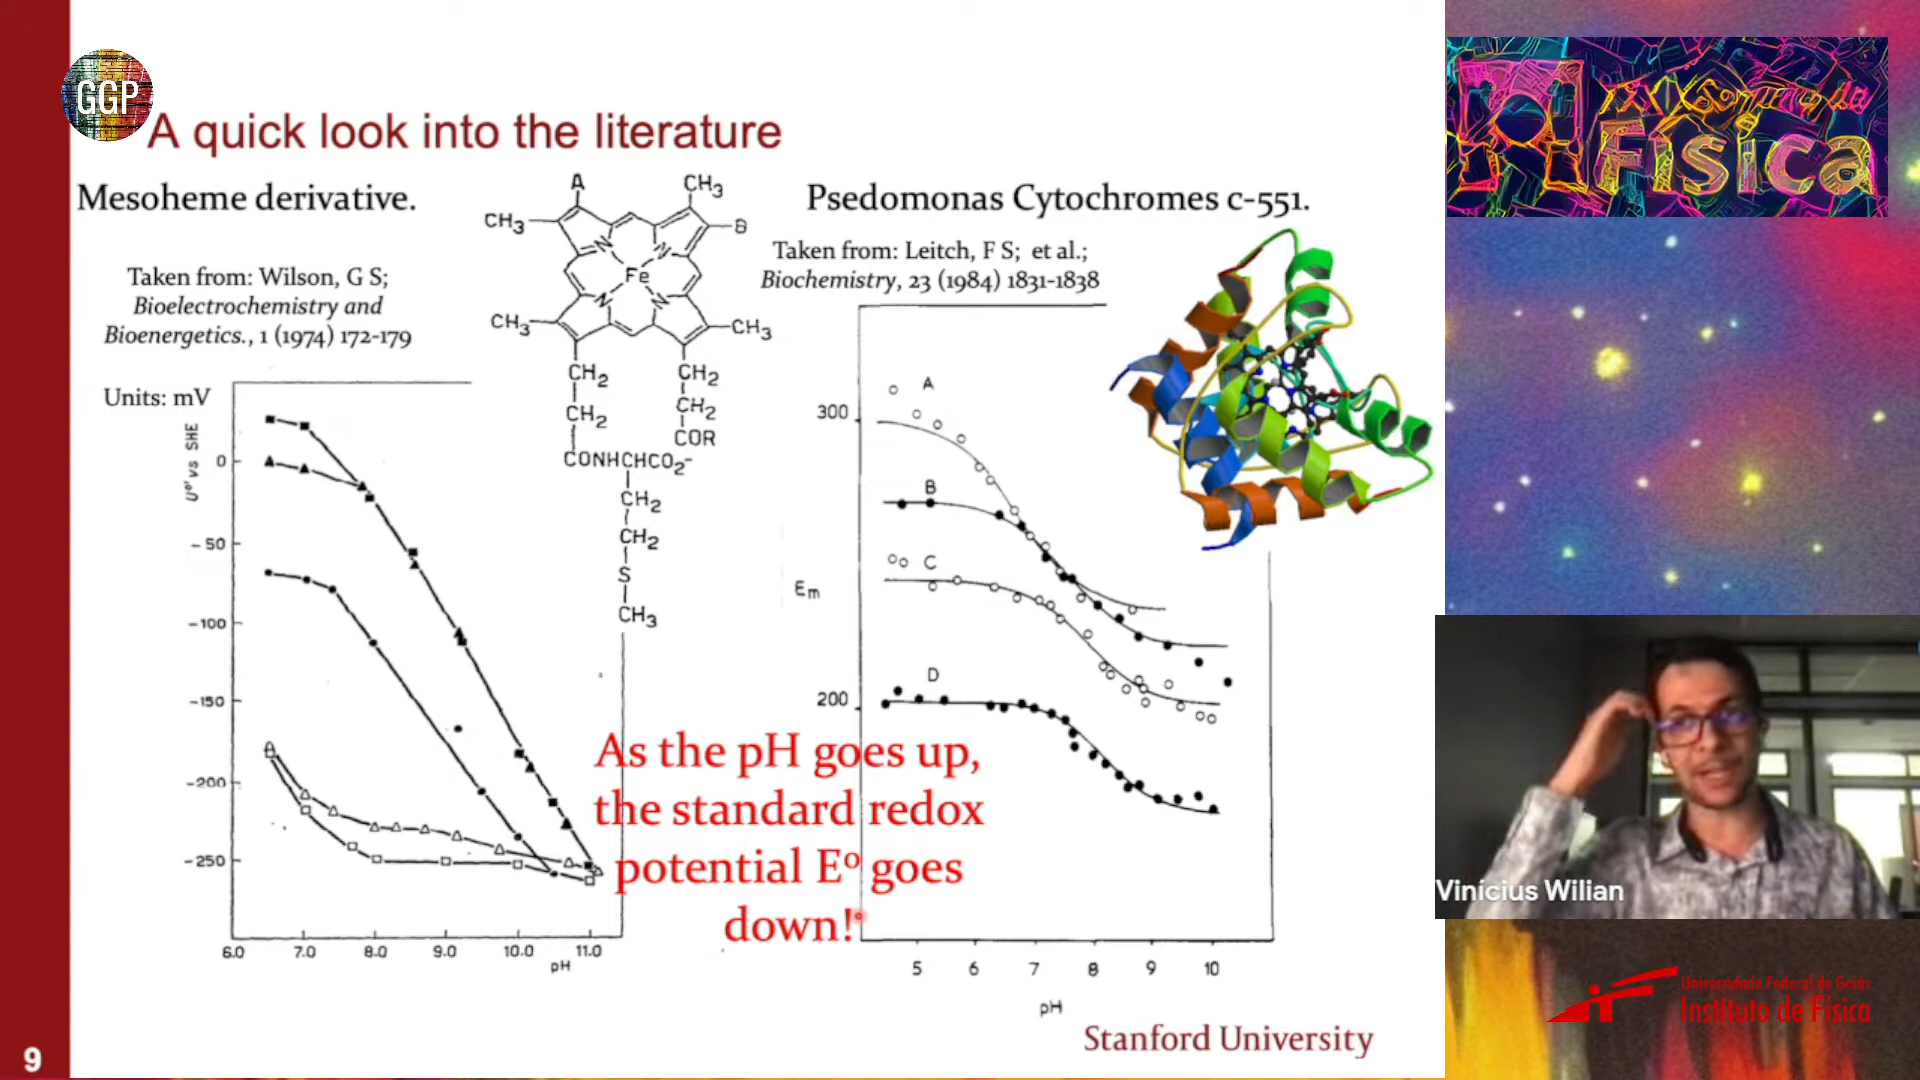 GGP
A quick look into the literature
Mesoheme derivative.
Taken from: Wilson, G S;
Bioelectrochemistry and
Bioenergetics., 1 (1974) 172-179
Units: mV
U°' vs SHE
0
-50
-100
-150
-200
-250
6.0 7.0 8.0 9.0 10.0 11.0
pH
A
CH3
CH3
B
N N
Fe
N N
CH3
CH3
CH2 CH2
CH2 CH2
COR
CONHCHCO2-
CH2
CH2
S
CH3
Psedomonas Cytochromes c-551.
Taken from: Leitch, F S; et al.;
Biochemistry, 23 (1984) 1831-1838
300
200
Em
A
B
C
D
5 6 7 8 9 10
pH
As the pH goes up,
the standard redox
potential Eº goes
down!
Stanford University
9
Física
Vinícius Wilian
Universidade Federal de Goiás
Instituto de Física